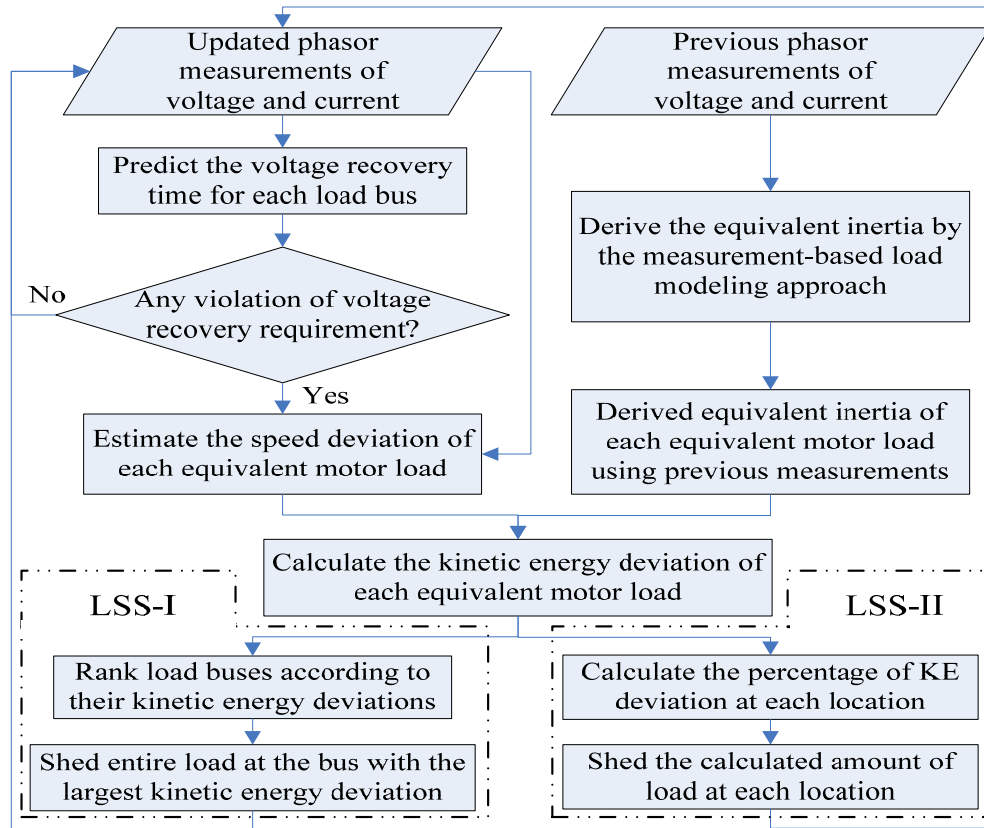 Updated phasor
measurements of
voltage and current
Previous phasor
measurements of
voltage and current
Predict the voltage recovery
time for each load bus
Derive the equivalent inertia by
the measurement-based load
modeling approach
No
Any violation of voltage
recovery requirement?
Yes
Estimate the speed deviation of
each equivalent motor load
Derived equivalent inertia of
each equivalent motor load
using previous measurements
Calculate the kinetic energy deviation of
each equivalent motor load
LSS-I
LSS-II
Rank load buses according to
their kinetic energy deviations
Calculate the percentage of KE
deviation at each location
Shed entire load at the bus with the
largest kinetic energy deviation
Shed the calculated amount of
load at each location